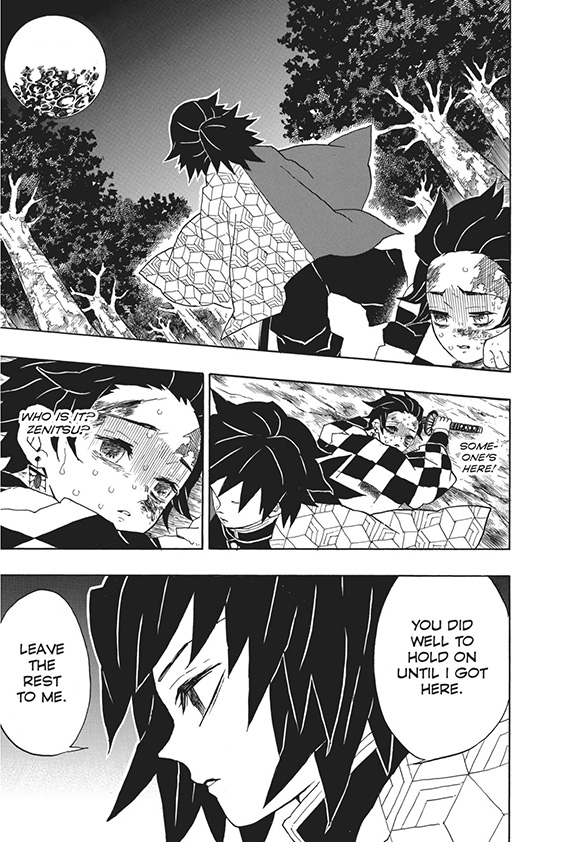 SOME-
ONE'S
HERE!
WHO IS IT?
ZENITSU?
YOU DID
WELL TO
HOLD ON
UNTIL I GOT
HERE.
LEAVE
THE
REST
TO ME.